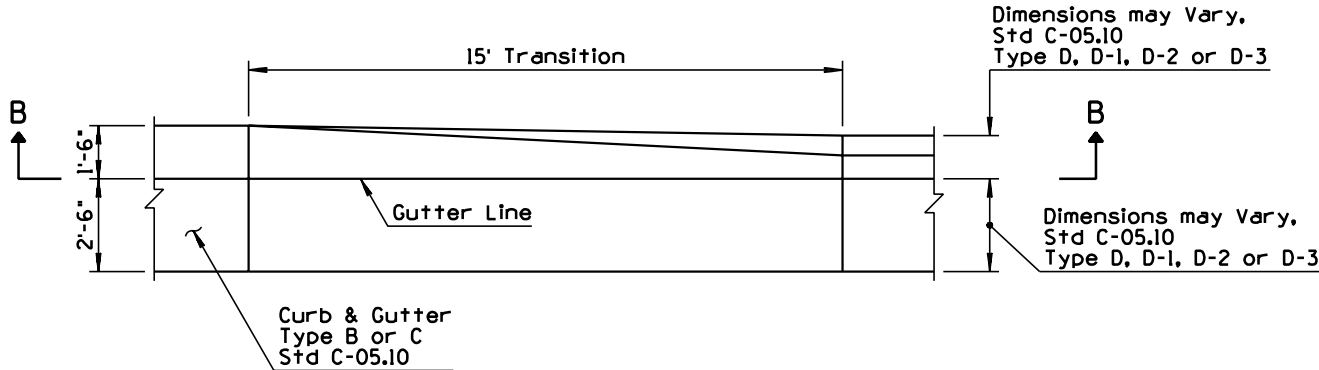 Dimensions may Vary,
Std C-05.10
Type D, D-1, D-2 or D-3
15' Transition
B
B
1'-6"
2'-6"
Gutter Line
Dimensions may Vary,
Std C-05.10
Type D, D-1, D-2 or D-3
Curb & Gutter
Type B or C
Std C-05.10